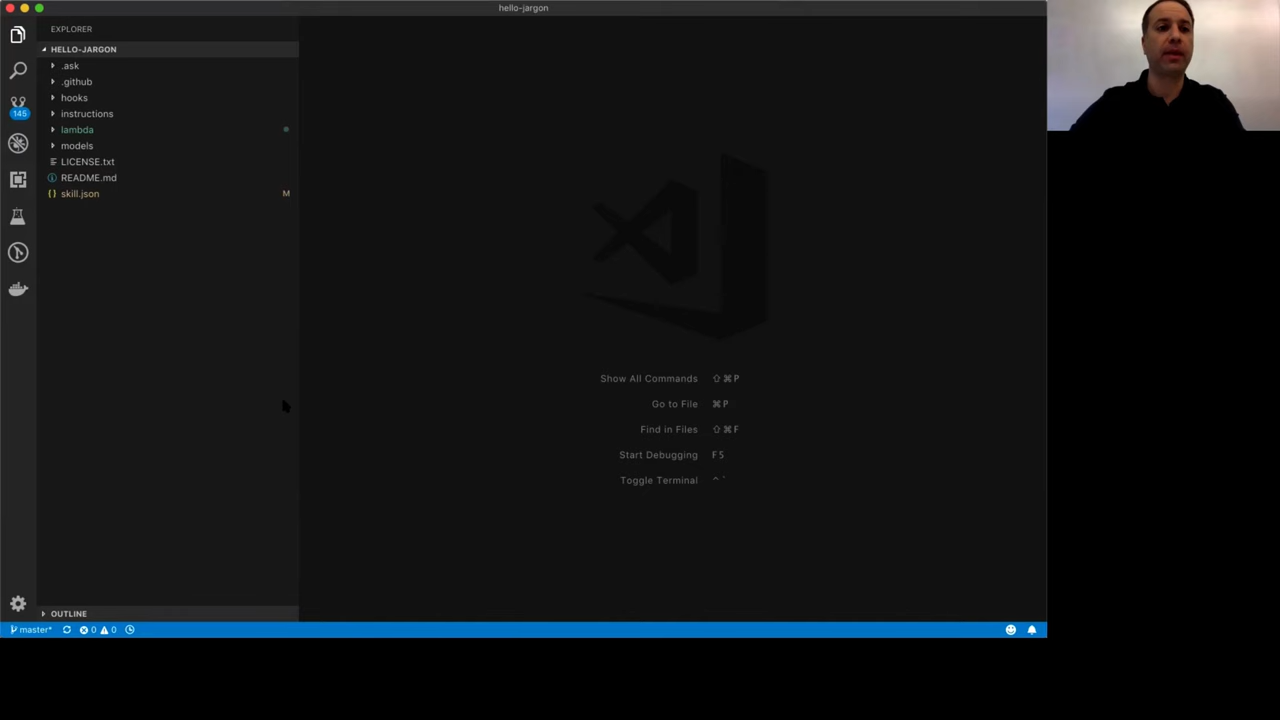 hello-jargon
EXPLORER
HELLO-JARGON
.ask
.github
hooks
instructions
145
lambda
models
LICENSE.txt
README.md
skill.json M
Show All Commands ⇧⌘P
Go to File ⌘P
Find in Files ⇧⌘F
Start Debugging F5
Toggle Terminal ^`
OUTLINE
master* 0 0